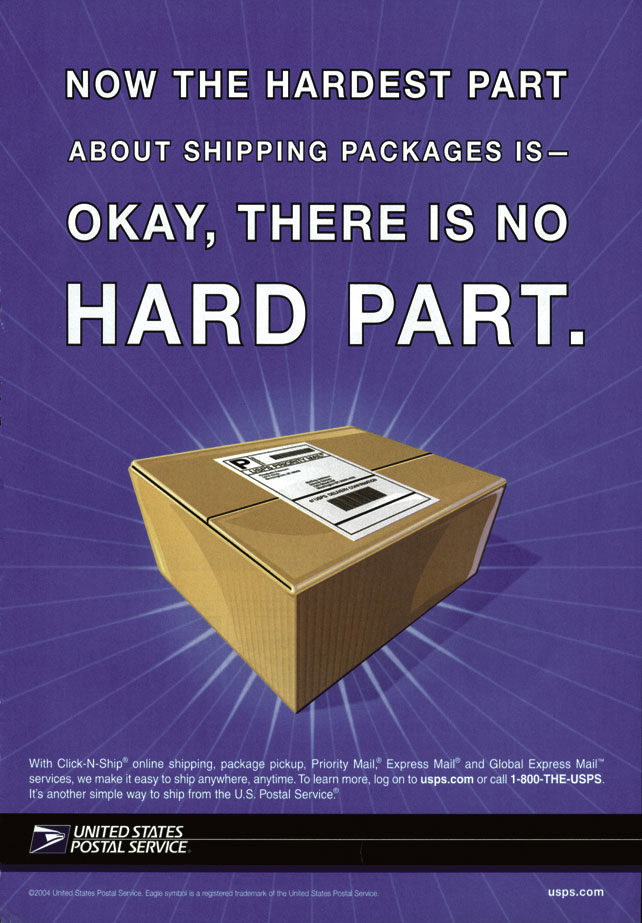 NOW THE HARDEST PART
ABOUT SHIPPING PACKAGES IS—
OKAY, THERE IS NO
HARD PART.
P
USPS PRIORITY MAIL
USPS DELIVERY CONFIRMATION
With Click-N-Ship® online shipping, package pickup, Priority Mail,® Express Mail® and Global Express Mail™
services, we make it easy to ship anywhere, anytime. To learn more, log on to usps.com or call 1-800-THE-USPS.
It's another simple way to ship from the U.S. Postal Service.®
UNITED STATES
POSTAL SERVICE
©2004 United States Postal Service. Eagle symbol is a registered trademark of the United States Postal Service.
usps.com